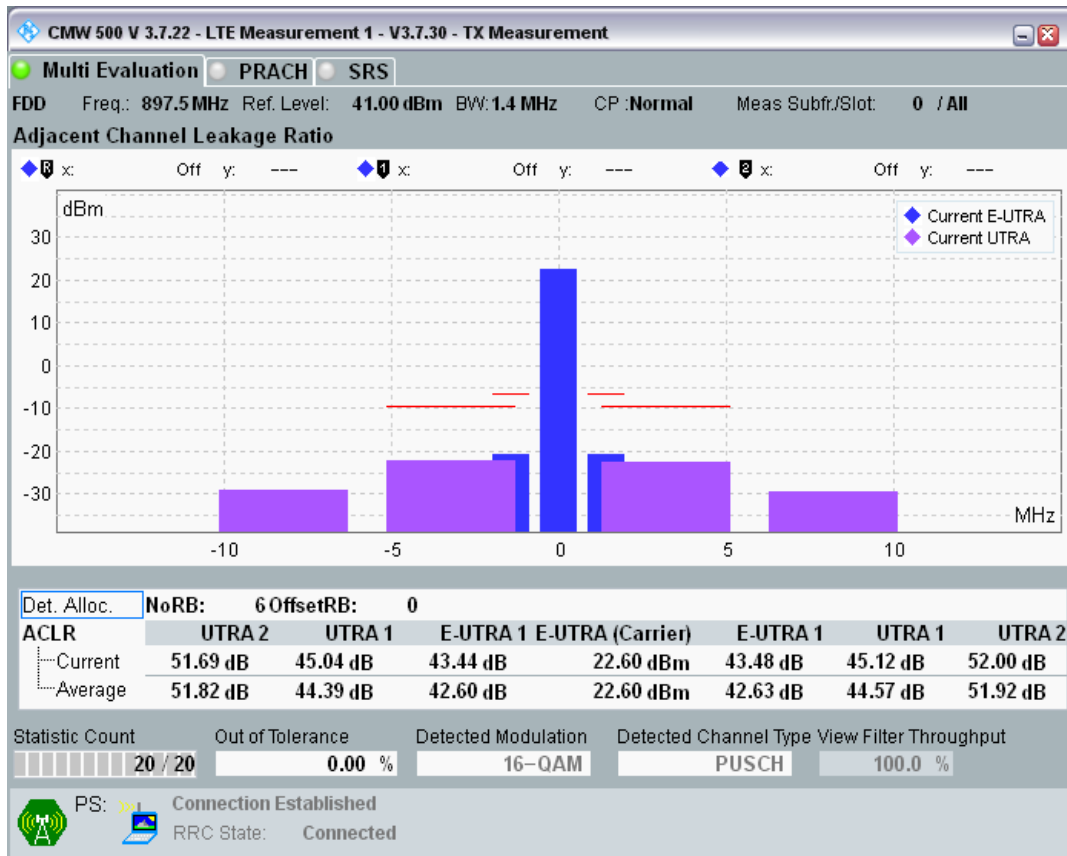 CMW 500 V 3.7.22 - LTE Measurement 1 - V3.7.30 - TX Measurement
Multi Evaluation PRACH SRS
FDD Freq.: 897.5 MHz Ref. Level: 41.00 dBm BW: 1.4 MHz CP :Normal Meas Subfr./Slot: 0 / All
Adjacent Channel Leakage Ratio
R x: Off y: --- 1 x: Off y: --- 2 x: Off y: ---
dBm
Current E-UTRA
Current UTRA
30
20
10
0
-10
-20
-30
MHz
-10 -5 0 5 10
Det. Alloc. NoRB: 6 OffsetRB: 0
ACLR UTRA 2 UTRA 1 E-UTRA 1 E-UTRA (Carrier) E-UTRA 1 UTRA 1 UTRA 2
Current 51.69 dB 45.04 dB 43.44 dB 22.60 dBm 43.48 dB 45.12 dB 52.00 dB
Average 51.82 dB 44.39 dB 42.60 dB 22.60 dBm 42.63 dB 44.57 dB 51.92 dB
Statistic Count Out of Tolerance Detected Modulation Detected Channel Type View Filter Throughput
20 / 20 0.00 % 16-QAM PUSCH 100.0 %
PS: Connection Established
RRC State: Connected